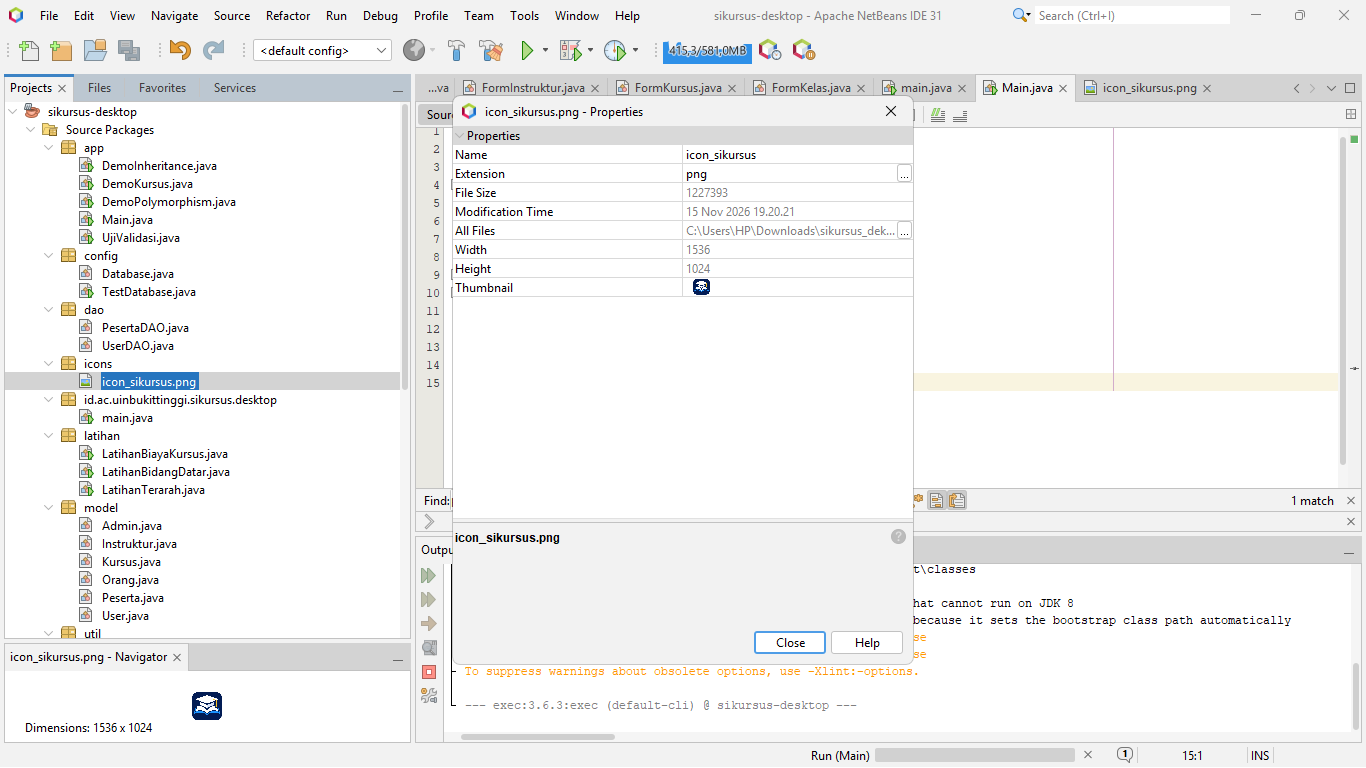 File Edit View Navigate Source Refactor Run Debug Profile Team Tools Window Help
sikursus-desktop - Apache NetBeans IDE 31
Search (Ctrl+I)
<default config>
415,3/581,0MB
Projects Files Favorites Services
...va FormInstruktur.java FormKursus.java FormKelas.java main.java Main.java icon_sikursus.png
sikursus-desktop
Source Packages
app
DemoInheritance.java
DemoKursus.java
DemoPolymorphism.java
Main.java
UjiValidasi.java
config
Database.java
TestDatabase.java
dao
PesertaDAO.java
UserDAO.java
icons
icon_sikursus.png
id.ac.uinbukittinggi.sikursus.desktop
main.java
latihan
LatihanBiayaKursus.java
LatihanBidangDatar.java
LatihanTerarah.java
model
Admin.java
Instruktur.java
Kursus.java
Orang.java
Peserta.java
User.java
util
icon_sikursus.png - Navigator
Dimensions: 1536 x 1024
Sour
1
2
3
4
5
6
7
8
9
10
11
12
13
14
15
icon_sikursus.png - Properties
Properties
Name icon_sikursus
Extension png ...
File Size 1227393
Modification Time 15 Nov 2026 19.20.21
All Files C:\Users\HP\Downloads\sikursus_dek... ...
Width 1536
Height 1024
Thumbnail
icon_sikursus.png
?
Close Help
Find:
1 match
Outpu
t\classes
hat cannot run on JDK 8
because it sets the bootstrap class path automatically
se
se
To suppress warnings about obsolete options, use -Xlint:-options.
--- exec:3.6.3:exec (default-cli) @ sikursus-desktop ---
Run (Main)
1
15:1
INS